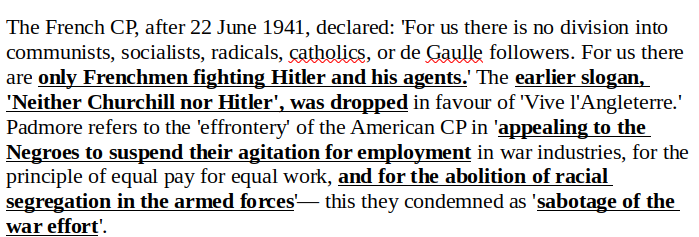 The French CP, after 22 June 1941, declared: 'For us there is no division into
communists, socialists, radicals, catholics, or de Gaulle followers. For us there
are only Frenchmen fighting Hitler and his agents.' The earlier slogan,
'Neither Churchill nor Hitler', was dropped in favour of 'Vive l'Angleterre.'
Padmore refers to the 'effrontery' of the American CP in 'appealing to the
Negroes to suspend their agitation for employment in war industries, for the
principle of equal pay for equal work, and for the abolition of racial
segregation in the armed forces'— this they condemned as 'sabotage of the
war effort'.